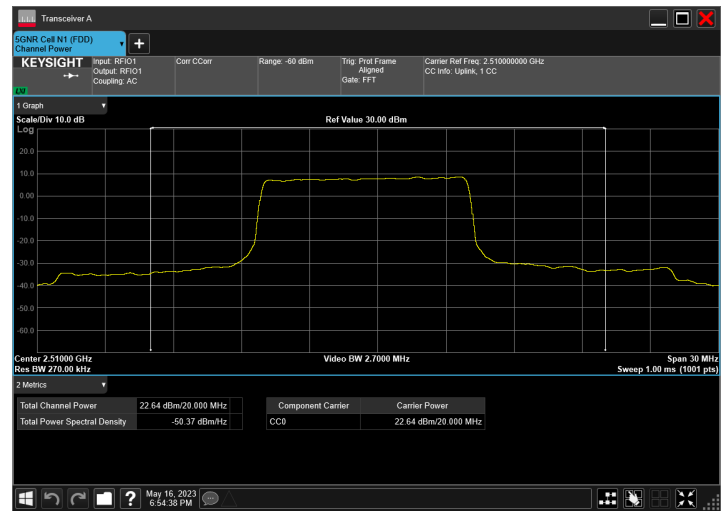 Transceiver A
5GNR Cell N1 (FDD)
Channel Power
KEYSIGHT
LXI
Input: RFIO1
Output: RFIO1
Coupling: AC
Corr CCorr
Range: -60 dBm
Trig: Prot Frame
Aligned
Gate: FFT
Carrier Ref Freq: 2.510000000 GHz
CC Info: Uplink, 1 CC
1 Graph
Scale/Div 10.0 dB
Ref Value 30.00 dBm
Log
20.0
10.0
0.00
-10.0
-20.0
-30.0
-40.0
-50.0
-60.0
Center 2.51000 GHz
Video BW 2.7000 MHz
Span 30 MHz
Res BW 270.00 kHz
Sweep 1.00 ms (1001 pts)
2 Metrics
Total Channel Power 22.64 dBm/20.000 MHz
Total Power Spectral Density -50.37 dBm/Hz
Component Carrier Carrier Power
CC0 22.64 dBm/20.000 MHz
?
May 16, 2023
6:54:38 PM